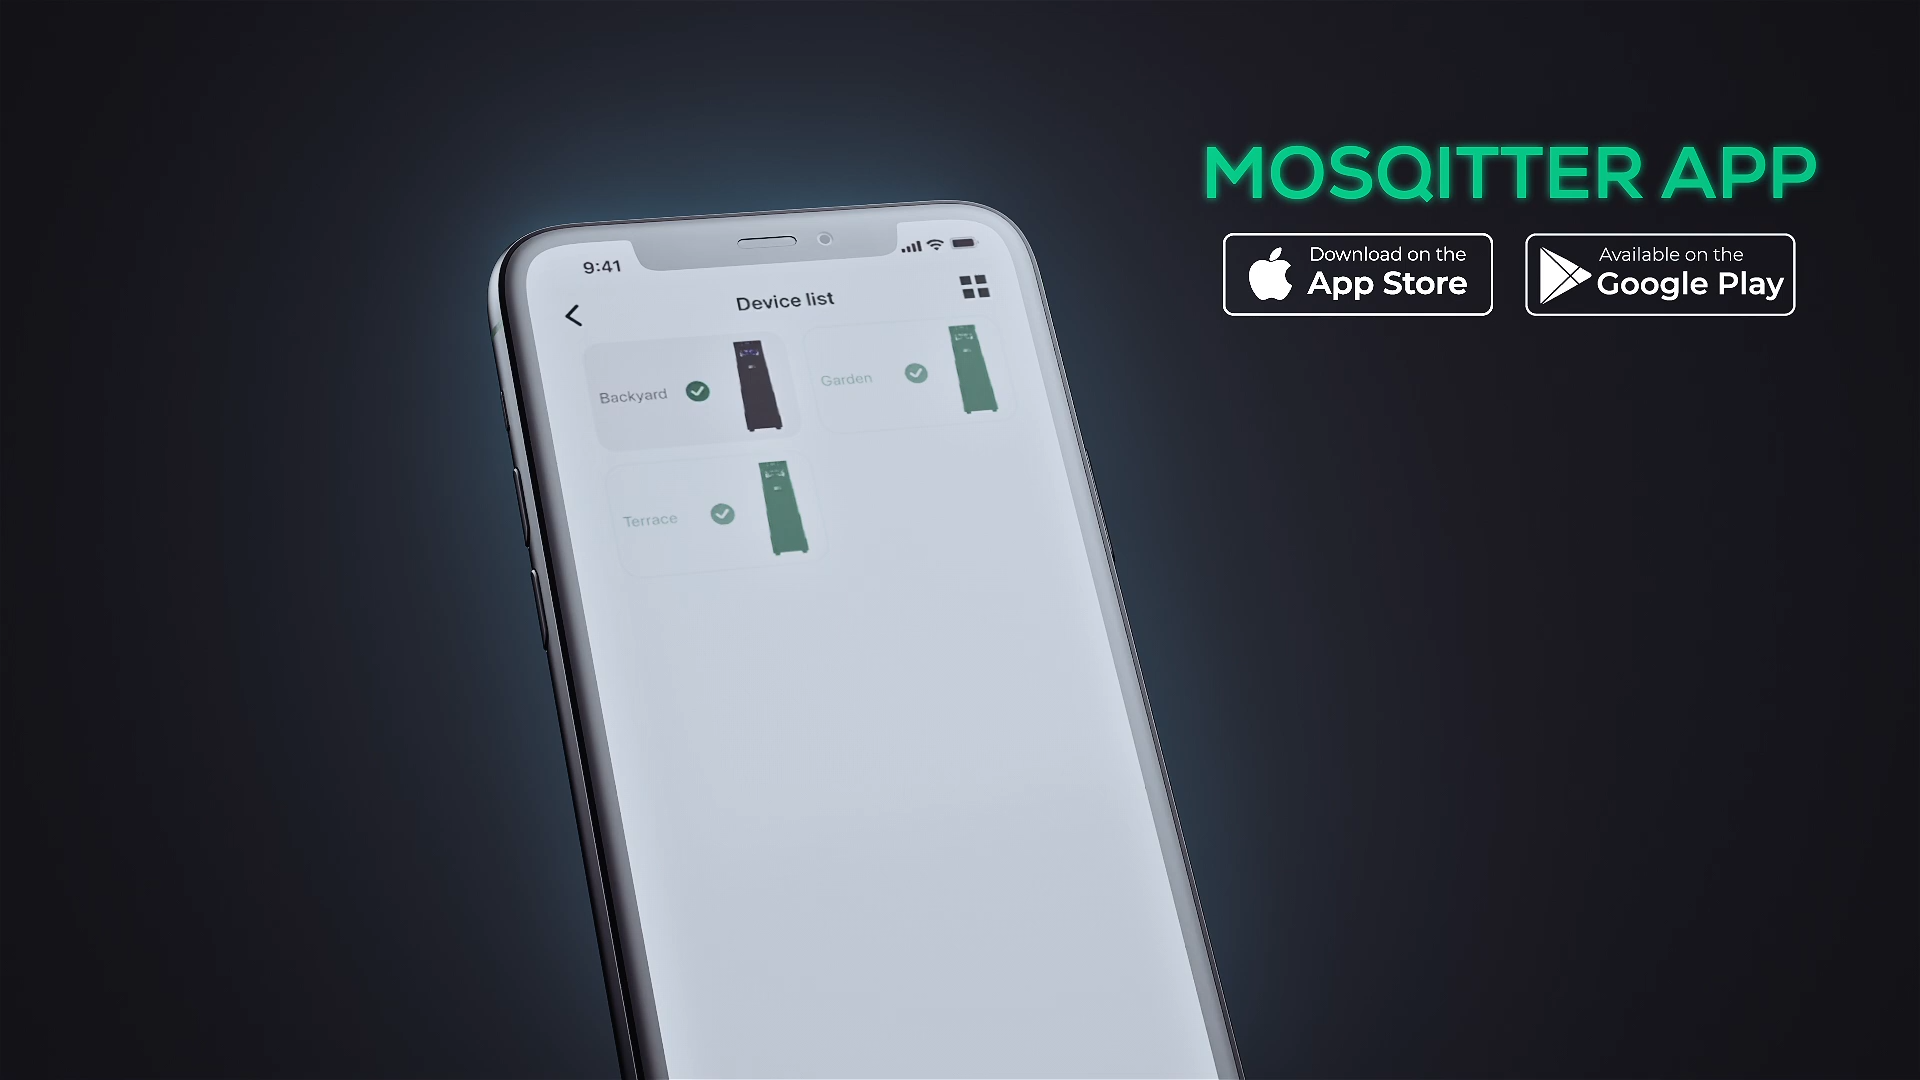 MOSQITTER APP
Download on the
App Store
Available on the
Google Play
9:41
Device list
Backyard
Garden
Terrace